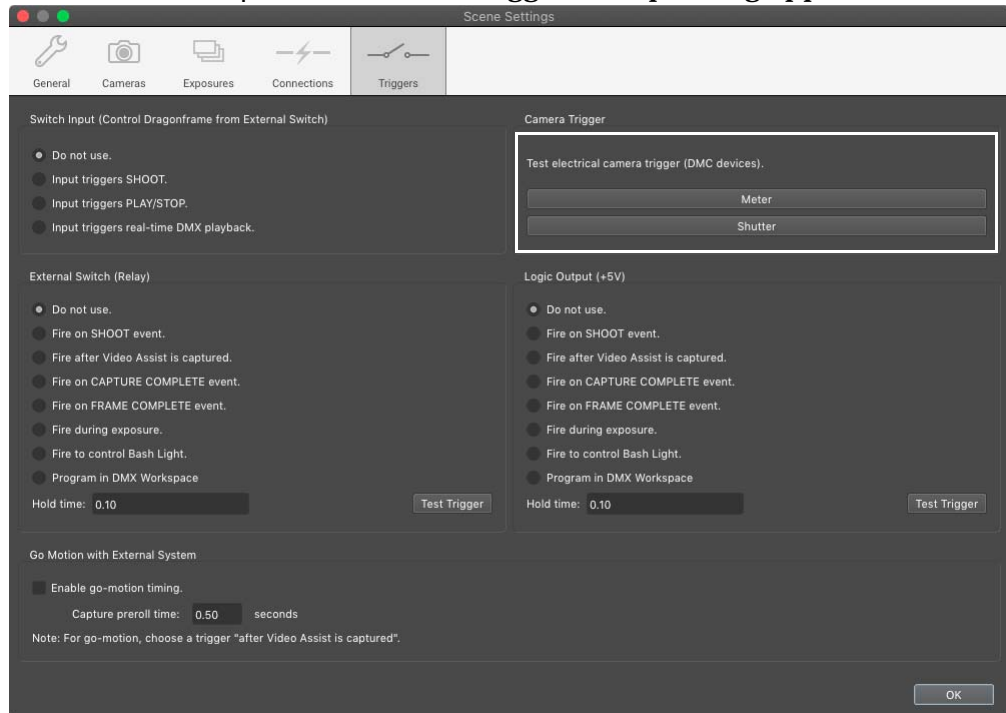 Scene Settings
General
Cameras
Exposures
Connections
Triggers
Switch Input (Control Dragonframe from External Switch)
Do not use.
Input triggers SHOOT.
Input triggers PLAY/STOP.
Input triggers real-time DMX playback.
Camera Trigger
Test electrical camera trigger (DMC devices).
Meter
Shutter
External Switch (Relay)
Do not use.
Fire on SHOOT event.
Fire after Video Assist is captured.
Fire on CAPTURE COMPLETE event.
Fire on FRAME COMPLETE event.
Fire during exposure.
Fire to control Bash Light.
Program in DMX Workspace
Hold time: 0.10 Test Trigger
Logic Output (+5V)
Do not use.
Fire on SHOOT event.
Fire after Video Assist is captured.
Fire on CAPTURE COMPLETE event.
Fire on FRAME COMPLETE event.
Fire during exposure.
Fire to control Bash Light.
Program in DMX Workspace
Hold time: 0.10 Test Trigger
Go Motion with External System
Enable go-motion timing.
Capture preroll time: 0.50 seconds
Note: For go-motion, choose a trigger "after Video Assist is captured".
OK